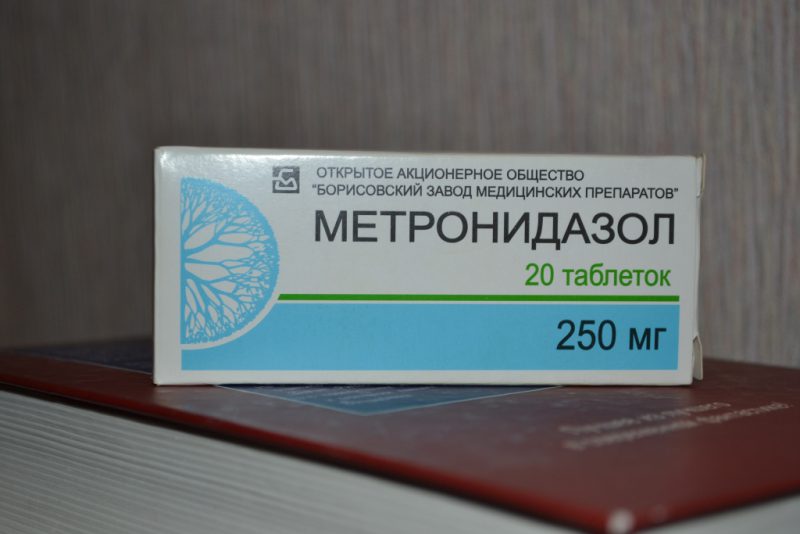 ОТКРЫТОЕ АКЦИОНЕРНОЕ ОБЩЕСТВО
"БОРИСОВСКИЙ ЗАВОД МЕДИЦИНСКИХ ПРЕПАРАТОВ"
МЕТРОНИДАЗОЛ
20 таблеток
250 мг